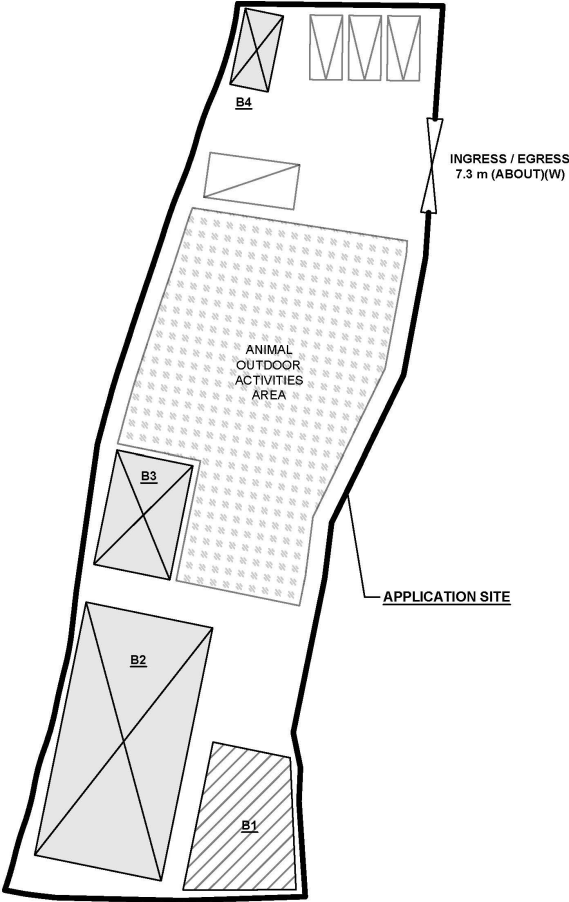 B4
INGRESS / EGRESS
7.3 m (ABOUT)(W)
ANIMAL
OUTDOOR
ACTIVITIES
AREA
B3
APPLICATION SITE
B2
B1